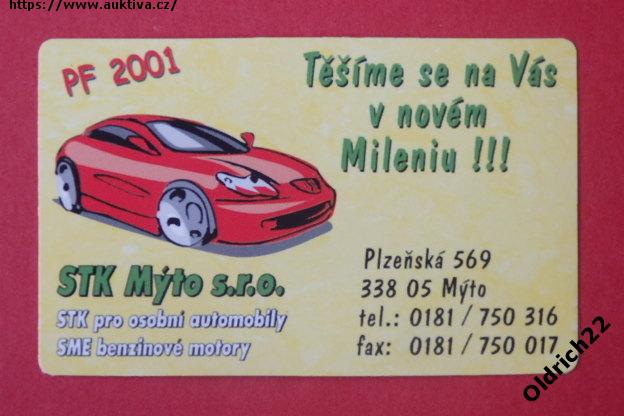 https://www.auktiva.cz/
PF 2001
Těšíme se na Vás
v novém
Mileniu !!!
STK Mýto s.r.o.
STK pro osobní automobily
SME benzinové motory
Plzeňská 569
338 05 Mýto
tel.: 0181 / 750 316
fax: 0181 / 750 017
Oldrich22